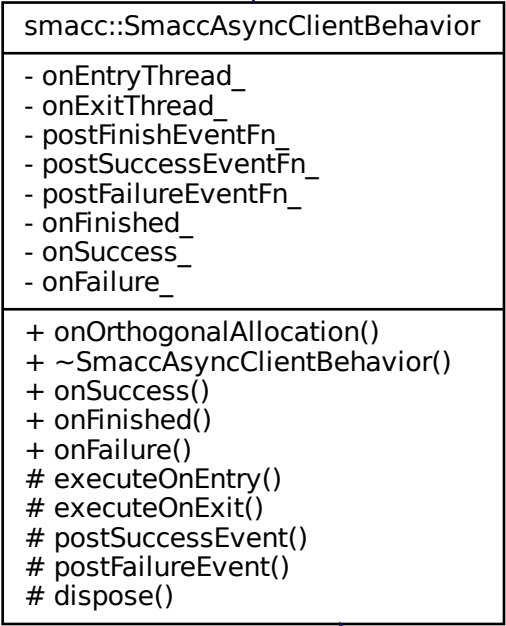 smacc::SmaccAsyncClientBehavior
- onEntryThread_
- onExitThread_
- postFinishEventFn_
- postSuccessEventFn_
- postFailureEventFn_
- onFinished_
- onSuccess_
- onFailure_
+ onOrthogonalAllocation()
+ ~SmaccAsyncClientBehavior()
+ onSuccess()
+ onFinished()
+ onFailure()
# executeOnEntry()
# executeOnExit()
# postSuccessEvent()
# postFailureEvent()
# dispose()